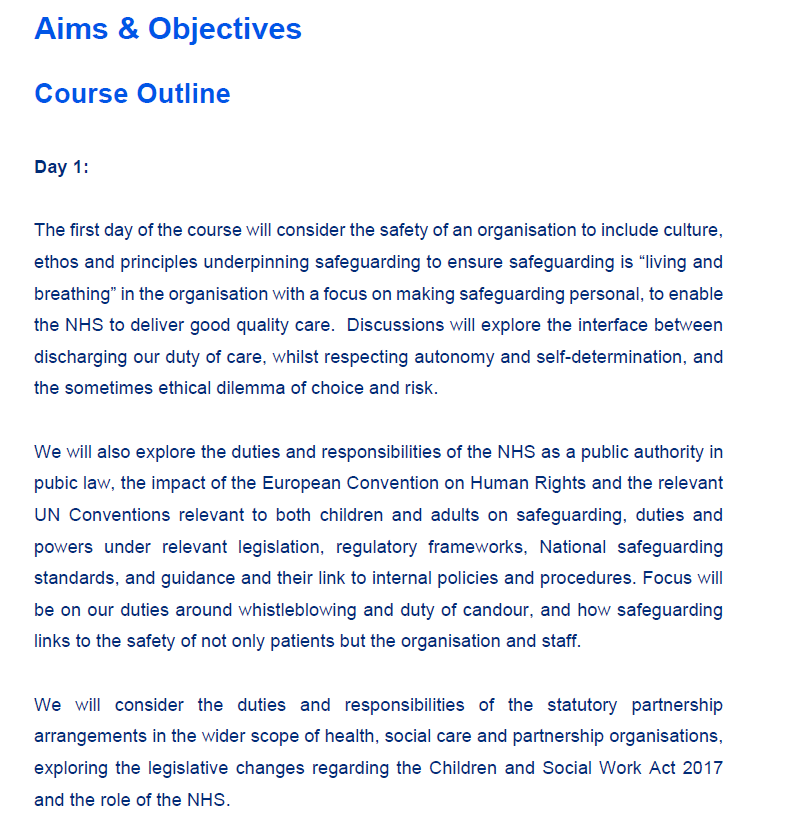 Aims & Objectives
Course Outline
Day 1:
The first day of the course will consider the safety of an organisation to include culture,
ethos and principles underpinning safeguarding to ensure safeguarding is “living and
breathing” in the organisation with a focus on making safeguarding personal, to enable
the NHS to deliver good quality care.  Discussions will explore the interface between
discharging our duty of care, whilst respecting autonomy and self-determination, and
the sometimes ethical dilemma of choice and risk.
We will also explore the duties and responsibilities of the NHS as a public authority in
pubic law, the impact of the European Convention on Human Rights and the relevant
UN Conventions relevant to both children and adults on safeguarding, duties and
powers under relevant legislation, regulatory frameworks, National safeguarding
standards, and guidance and their link to internal policies and procedures. Focus will
be on our duties around whistleblowing and duty of candour, and how safeguarding
links to the safety of not only patients but the organisation and staff.
We will consider the duties and responsibilities of the statutory partnership
arrangements in the wider scope of health, social care and partnership organisations,
exploring the legislative changes regarding the Children and Social Work Act 2017
and the role of the NHS.